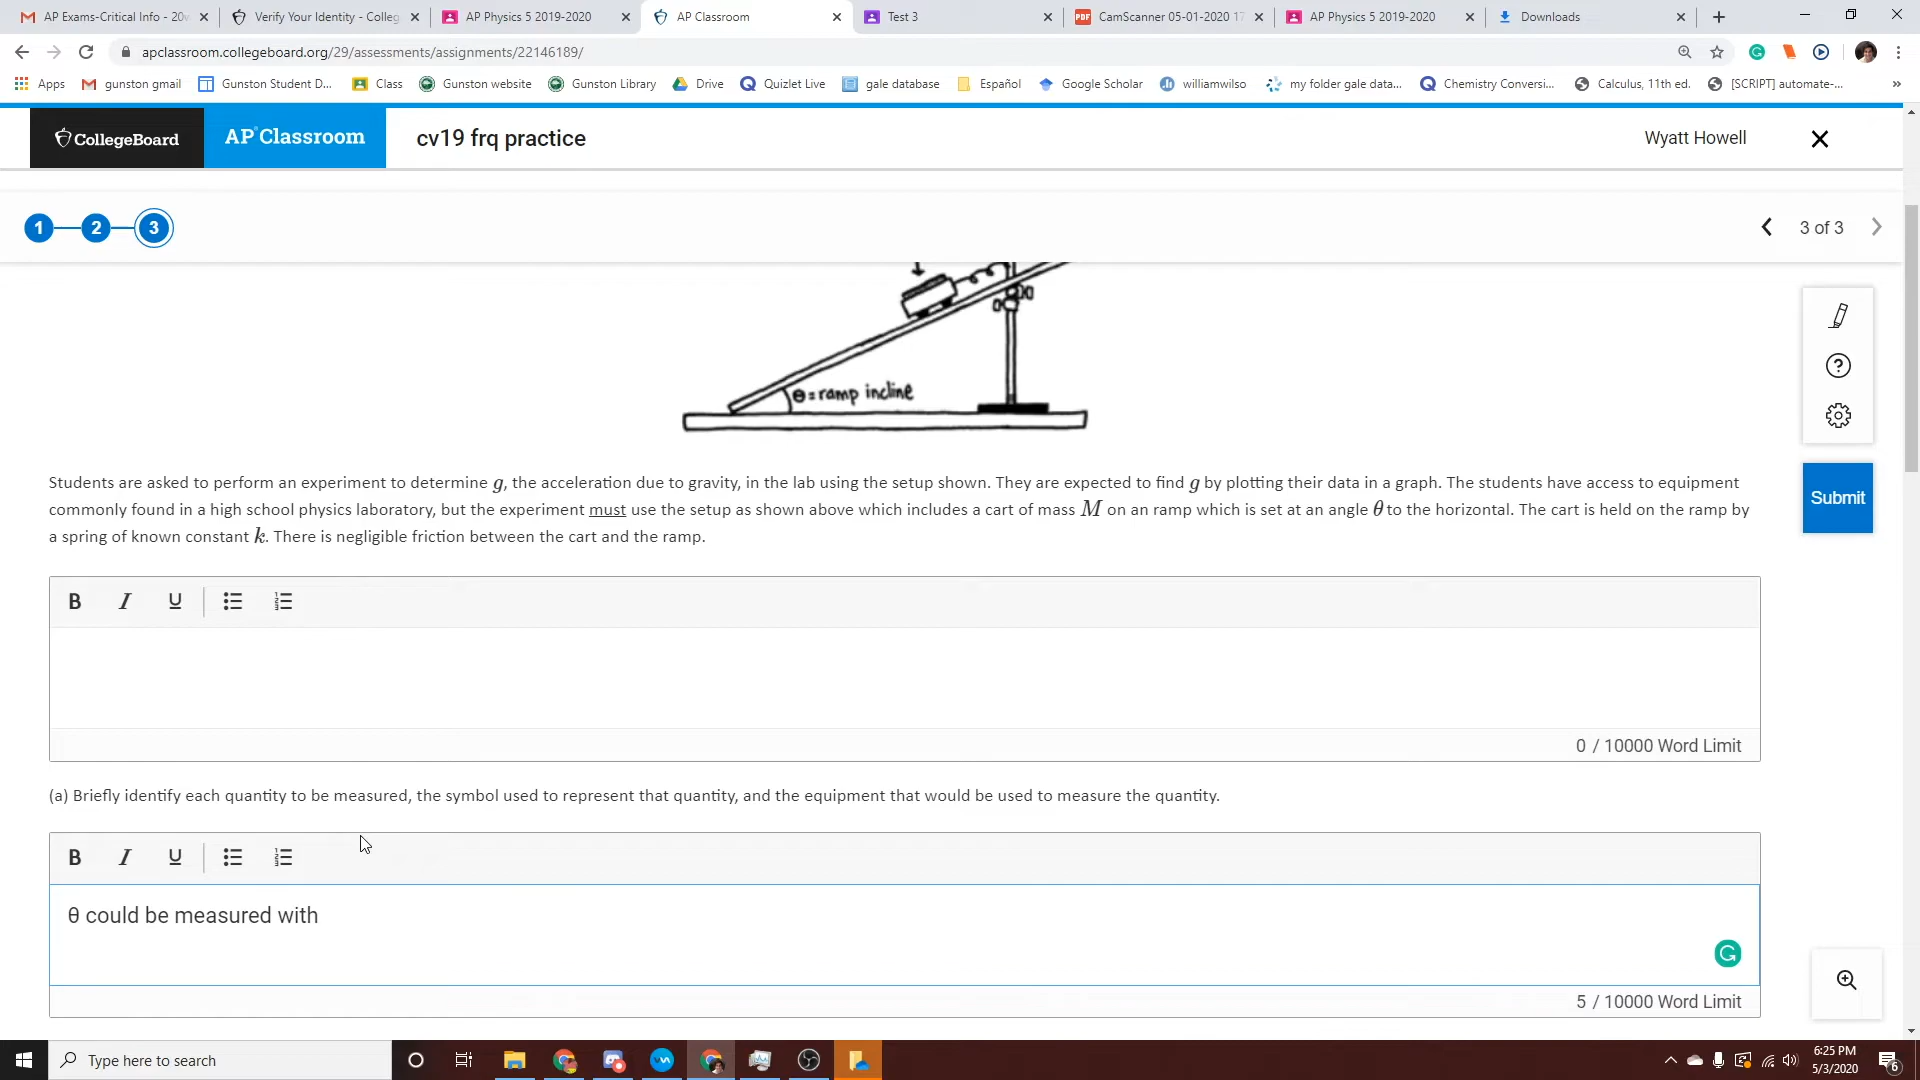 AP Exams-Critical Info - 20
Verify Your Identity - Colleg
AP Physics 5 2019-2020
AP Classroom
Test 3
CamScanner 05-01-2020 17
AP Physics 5 2019-2020
Downloads
apclassroom.collegeboard.org/29/assessments/assignments/22146189/
Apps
gunston gmail
Gunston Student D...
Class
Gunston website
Gunston Library
Drive
Quizlet Live
gale database
Español
Google Scholar
williamwilso
my folder gale data...
Chemistry Conversi...
Calculus, 11th ed.
[SCRIPT] automate-...
CollegeBoard
AP Classroom
cv19 frq practice
Wyatt Howell
1
2
3
3 of 3
θ = ramp incline
Students are asked to perform an experiment to determine g, the acceleration due to gravity, in the lab using the setup shown. They are expected to find g by plotting their data in a graph. The students have access to equipment
commonly found in a high school physics laboratory, but the experiment must use the setup as shown above which includes a cart of mass M on an ramp which is set at an angle θ to the horizontal. The cart is held on the ramp by
a spring of known constant k. There is negligible friction between the cart and the ramp.
Submit
B I U
0 / 10000 Word Limit
(a) Briefly identify each quantity to be measured, the symbol used to represent that quantity, and the equipment that would be used to measure the quantity.
B I U
θ could be measured with
5 / 10000 Word Limit
Type here to search
6:25 PM
5/3/2020
6